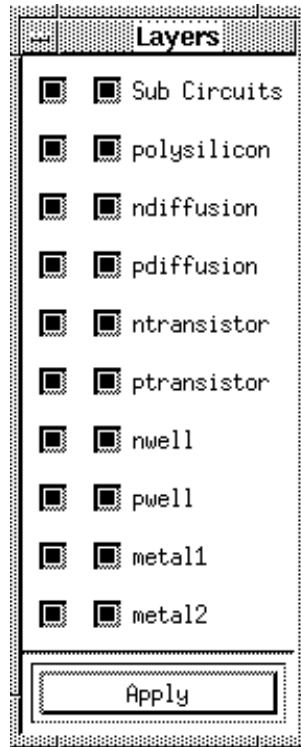 Layers
Sub Circuits
polysilicon
ndiffusion
pdiffusion
ntransistor
ptransistor
nwell
pwell
metal1
metal2
Apply